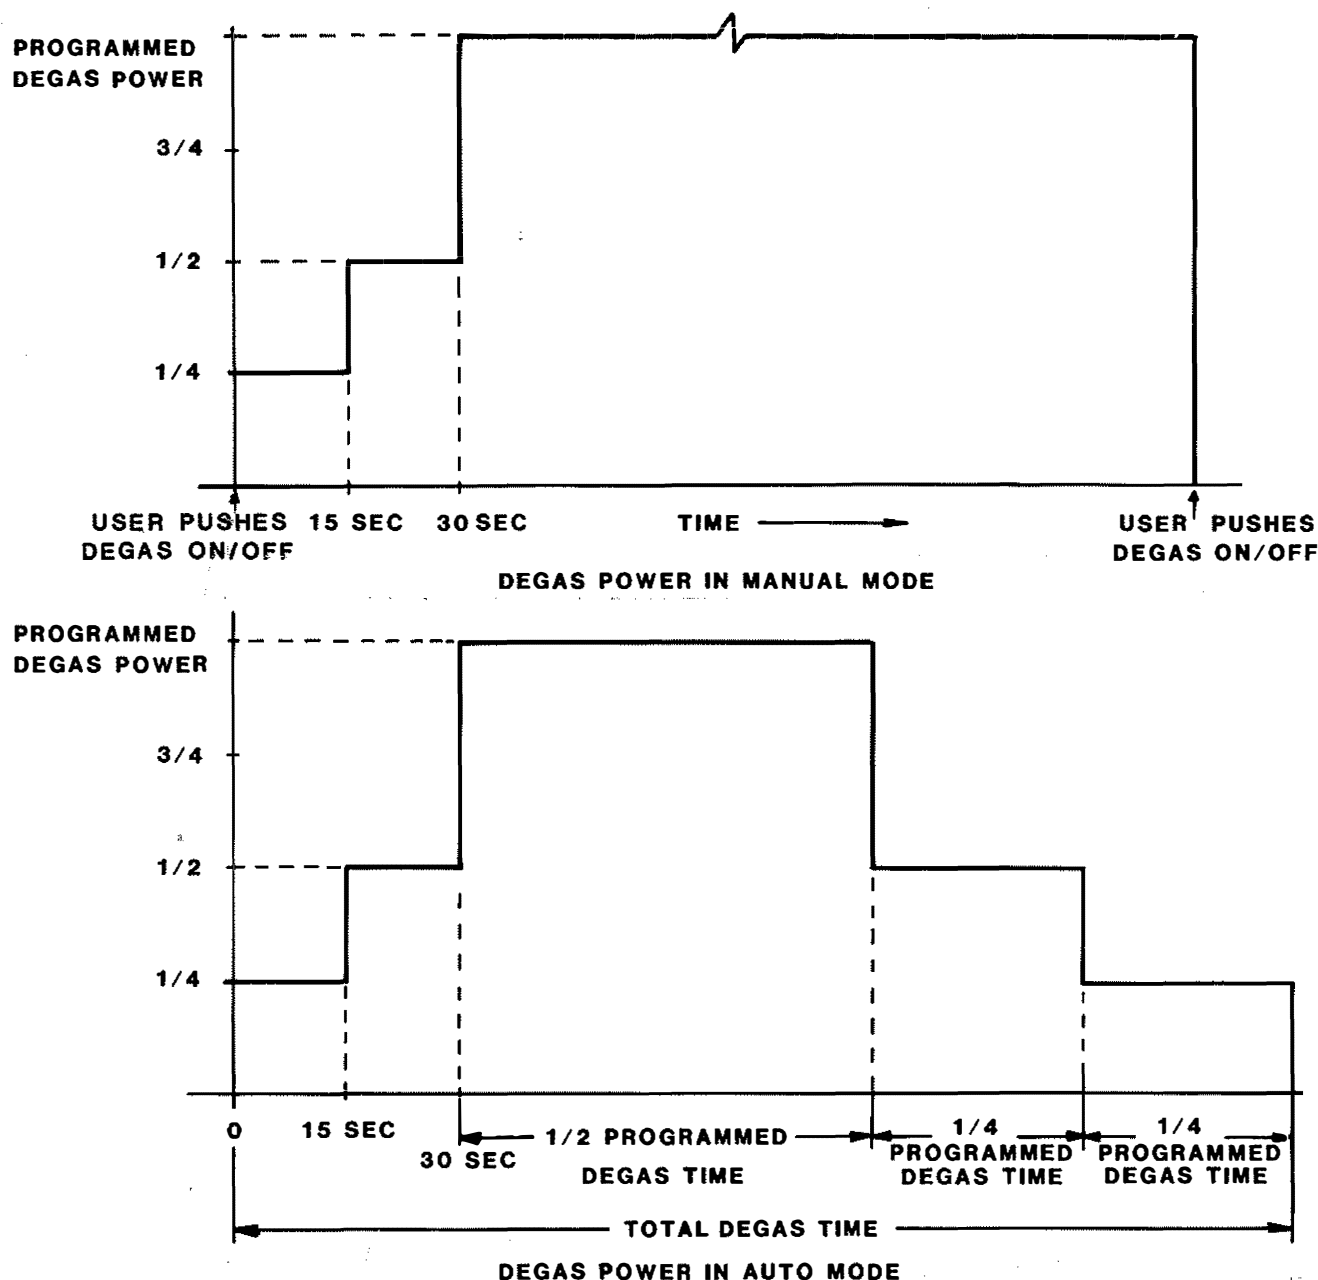 PROGRAMMED
DEGAS POWER
3/4
1/2
1/4
USER PUSHES
DEGAS ON/OFF
15 SEC
30 SEC
TIME
USER PUSHES
DEGAS ON/OFF
DEGAS POWER IN MANUAL MODE
PROGRAMMED
DEGAS POWER
3/4
1/2
1/4
0
15 SEC
30 SEC
1/2 PROGRAMMED
DEGAS TIME
1/4
PROGRAMMED
DEGAS TIME
1/4
PROGRAMMED
DEGAS TIME
TOTAL DEGAS TIME
DEGAS POWER IN AUTO MODE